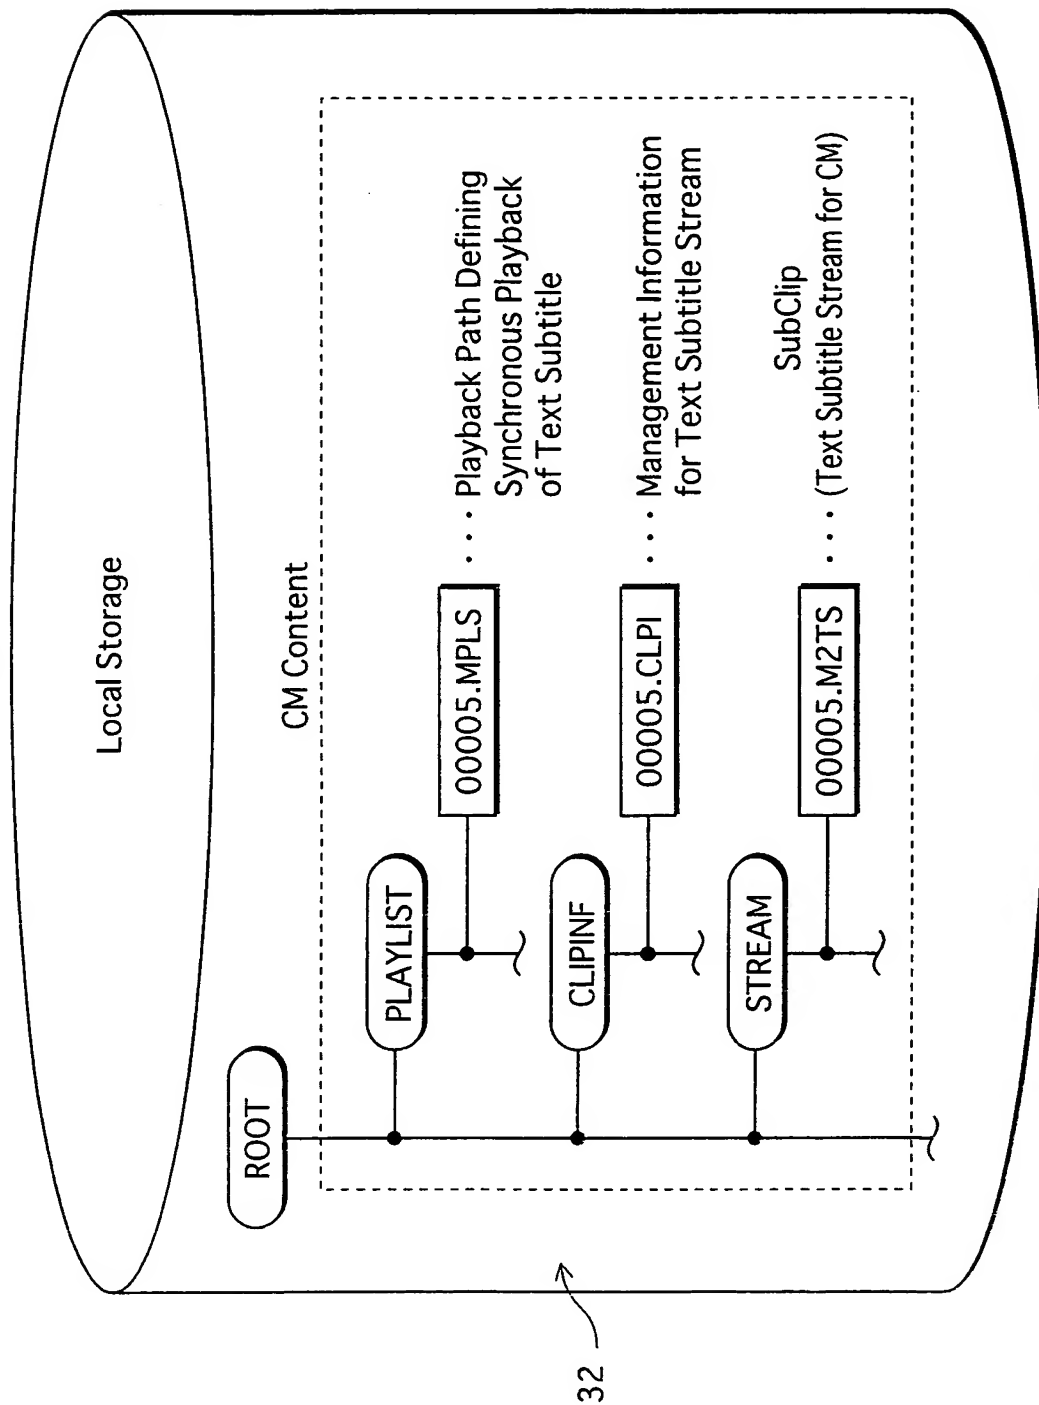 Local Storage
ROOT
CM Content
PLAYLIST
00005.MPLS
· · · Playback Path Defining
Synchronous Playback
of Text Subtitle
CLIPINF
00005.CLPI
· · · Management Information
for Text Subtitle Stream
STREAM
00005.M2TS
SubClip
· · · (Text Subtitle Stream for CM)
32